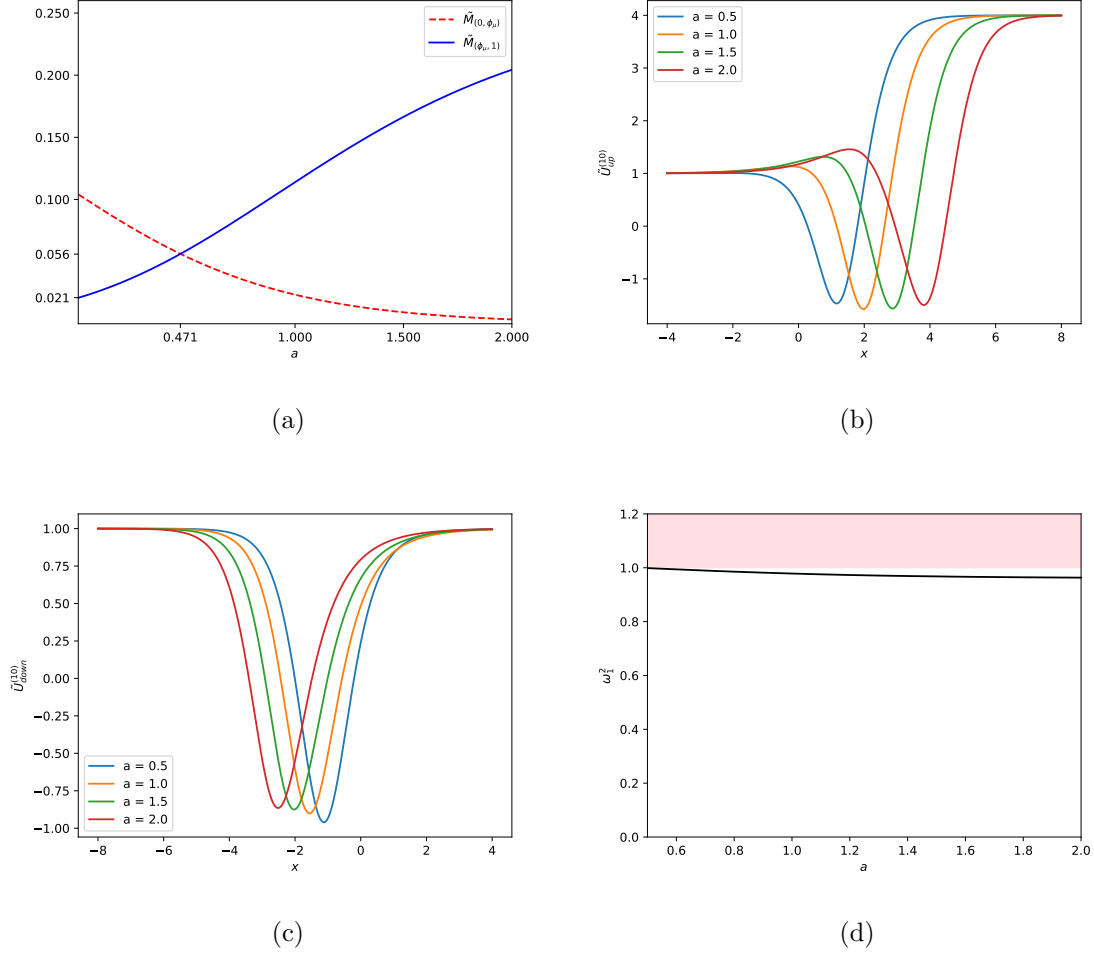 0.250
0.200
0.150
0.100
0.056
0.021
M̃(0, ϕμ)
M̃(ϕμ, 1)
0.471
1.000
1.500
2.000
a
(a)
4
3
2
1
0
−1
Ũ(10)up
a = 0.5
a = 1.0
a = 1.5
a = 2.0
−4
−2
0
2
4
6
8
x
(b)
1.00
0.75
0.50
0.25
0.00
−0.25
−0.50
−0.75
−1.00
Ũ(10)down
a = 0.5
a = 1.0
a = 1.5
a = 2.0
−8
−6
−4
−2
0
2
4
x
(c)
1.2
1.0
0.8
0.6
0.4
0.2
0.0
ω₁²
0.6
0.8
1.0
1.2
1.4
1.6
1.8
2.0
a
(d)